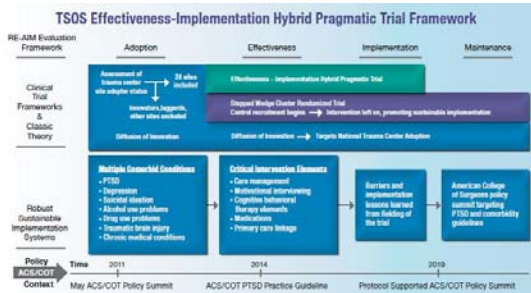 TSOS Effectiveness-Implementation Hybrid Pragmatic Trial Framework
RE-AIM Evaluation
Framework
Adoption
Effectiveness
Implementation
Maintenance
Clinical
Trial
Frameworks
&
Classic
Theory
Assessment of
trauma center
site adopter status
24 sites
included
Innovators, laggards,
other sites excluded
Diffusion of Innovation
Effectiveness - Implementation Hybrid Pragmatic Trial
Stepped Wedge Cluster Randomized Trial
Control recruitment begins → Intervention left on, promoting sustainable implementation
Diffusion of Innovation → Targets National Trauma Center Adoption
Robust
Sustainable
Implementation
Systems
Multiple Comorbid Conditions
• PTSD
• Depression
• Suicidal ideation
• Alcohol use problems
• Drug use problems
• Traumatic brain injury
• Chronic medical conditions
Critical Intervention Elements
• Care management
• Motivational interviewing
• Cognitive behavioral
therapy elements
• Medications
• Primary care linkage
Barriers and
implementation
lessons learned
from fielding of
the trial
American College
of Surgeons policy
summit targeting
PTSD and comorbidity
guidelines
Policy
ACS/COT
Context
Time
2011
2014
2019
May ACS/COT Policy Summit
ACS/COT PTSD Practice Guideline
Protocol Supported ACS/COT Policy Summit